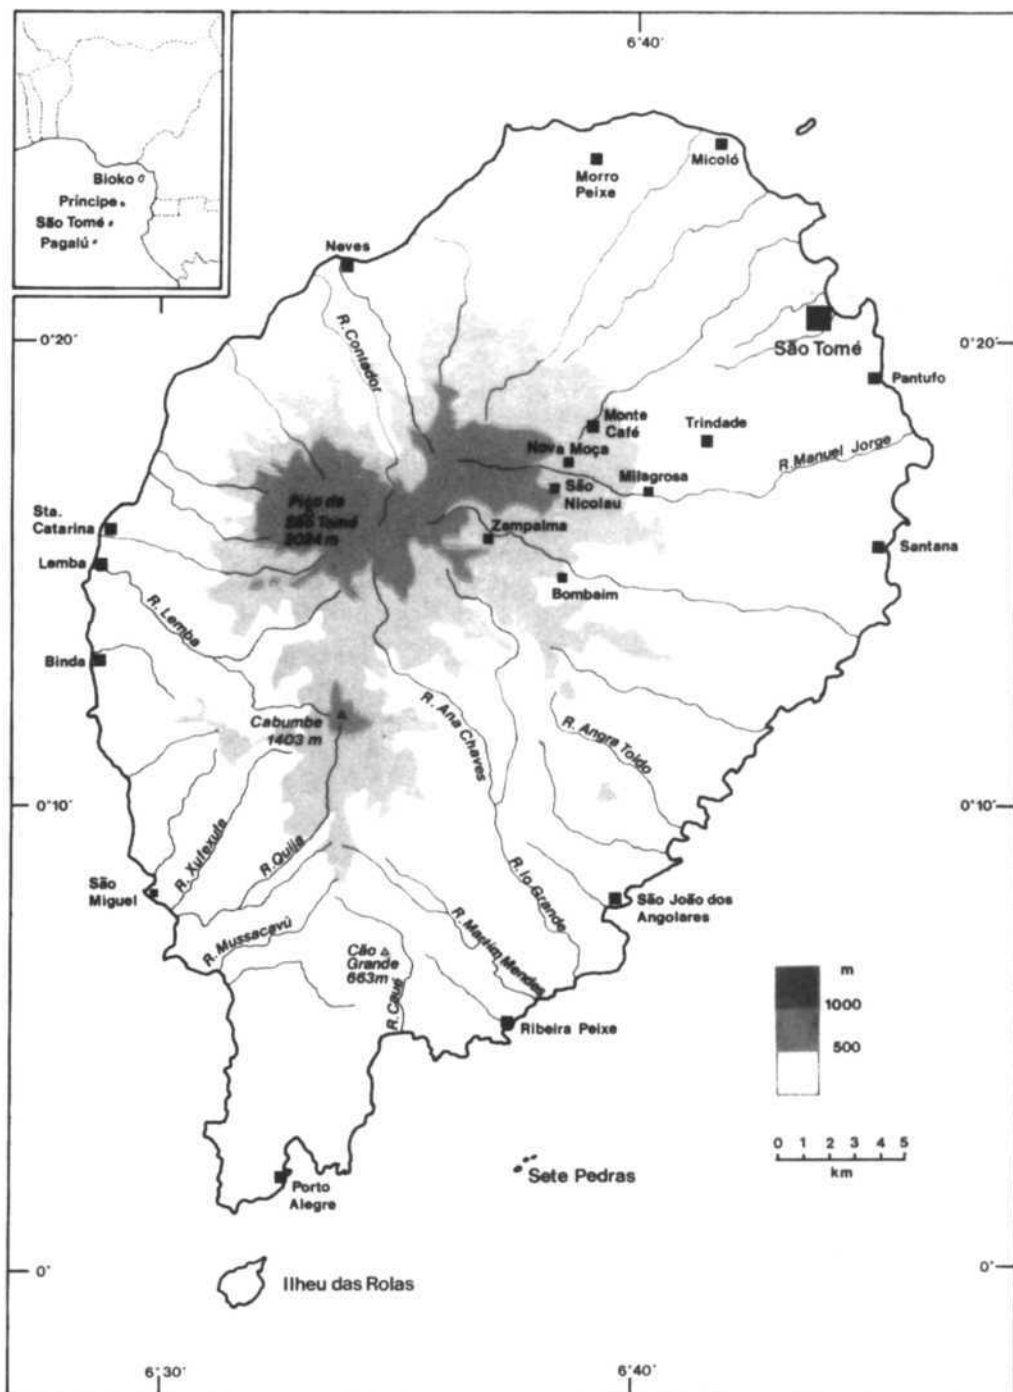 6°40'
Bioko
Príncipe
São Tomé
Pagalú
Micoló
Morro
Peixe
Neves
R. Contador
0°20'
0°20'
São Tomé
Pantufo
Monte
Café
Trindade
Nova Moça
R. Manuel Jorge
Milagrosa
São
Nicolau
Pico de
São Tomé
2024 m
Zampalma
Sta.
Catarina
Lemba
Santana
Bombaim
R. Lemba
Binda
R. Ana Chaves
Cabumbe
1403 m
R. Angra Toldo
0°10'
0°10'
R. Xufexufe
R. Quija
São
Miguel
R. Io Grande
São João dos
Angolares
R. Mussacavú
R. Martim Mendes
Cão
Grande
663m
R. Caué
Ribeira Peixe
m
1000
500
0 1 2 3 4 5
km
Sete Pedras
Porto
Alegre
0°
0°
Ilheu das Rolas
6°30'
6°40'